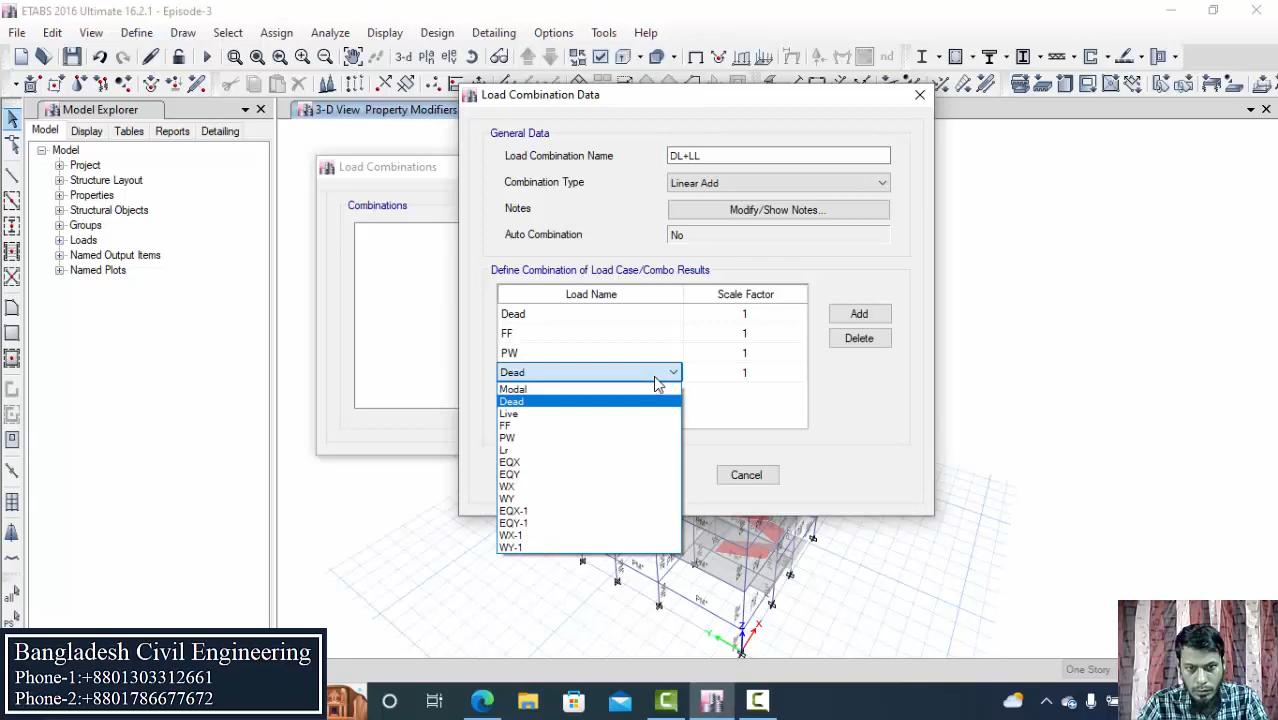 ETABS 2016 Ultimate 16.2.1 - Episode-3
File Edit View Define Draw Select Assign Analyze Display Design Detailing Options Tools Help
3-d nd
Model Explorer
3-D View Property Modifiers
Model Display Tables Reports Detailing
Model
Project
Structure Layout
Properties
Structural Objects
Groups
Loads
Named Output Items
Named Plots
Load Combinations
Combinations
Load Combination Data
General Data
Load Combination Name DL+LL
Combination Type Linear Add
Notes Modify/Show Notes...
Auto Combination No
Define Combination of Load Case/Combo Results
Load Name Scale Factor
Dead 1
FF 1
PW 1
Dead 1
Modal
Dead
Live
FF
PW
Lr
EQX
EQY
WX
WY
EQX-1
EQY-1
WX-1
WY-1
Add
Delete
Cancel
all
PS
X
Y
Z
One Story
Bangladesh Civil Engineering
Phone-1:+8801303312661
Phone-2:+8801786677672